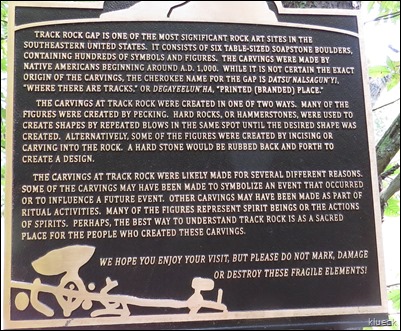 TRACK ROCK GAP IS ONE OF THE MOST SIGNIFICANT ROCK ART SITES IN THE
SOUTHEASTERN UNITED STATES. IT CONSISTS OF SIX TABLE-SIZED SOAPSTONE BOULDERS,
CONTAINING HUNDREDS OF SYMBOLS AND FIGURES. THE CARVINGS WERE MADE BY
NATIVE AMERICANS BEGINNING AROUND A.D. 1,000. WHILE IT IS NOT CERTAIN THE EXACT
ORIGIN OF THE CARVINGS, THE CHEROKEE NAME FOR THE GAP IS DATSU'NALSAGUN'YI,
"WHERE THERE ARE TRACKS," OR DEGAYEELUN'HA, "PRINTED (BRANDED) PLACE."
THE CARVINGS AT TRACK ROCK WERE CREATED IN ONE OF TWO WAYS. MANY OF THE
FIGURES WERE CREATED BY PECKING. HARD ROCKS, OR HAMMERSTONES, WERE USED TO
CREATE SHAPES BY REPEATED BLOWS IN THE SAME SPOT UNTIL THE DESIRED SHAPE WAS
CREATED. ALTERNATIVELY, SOME OF THE FIGURES WERE CREATED BY INCISING OR
CARVING INTO THE ROCK. A HARD STONE WOULD BE RUBBED BACK AND FORTH TO
CREATE A DESIGN.
THE CARVINGS AT TRACK ROCK WERE LIKELY MADE FOR SEVERAL DIFFERENT REASONS.
SOME OF THE CARVINGS MAY HAVE BEEN MADE TO SYMBOLIZE AN EVENT THAT OCCURRED
OR TO INFLUENCE A FUTURE EVENT. OTHER CARVINGS MAY HAVE BEEN MADE AS PART OF
RITUAL ACTIVITIES. MANY OF THE FIGURES REPRESENT SPIRIT BEINGS OR THE ACTIONS
OF SPIRITS. PERHAPS, THE BEST WAY TO UNDERSTAND TRACK ROCK IS AS A SACRED
PLACE FOR THE PEOPLE WHO CREATED THESE CARVINGS.
WE HOPE YOU ENJOY YOUR VISIT, BUT PLEASE DO NOT MARK, DAMAGE
OR DESTROY THESE FRAGILE ELEMENTS!
klueck